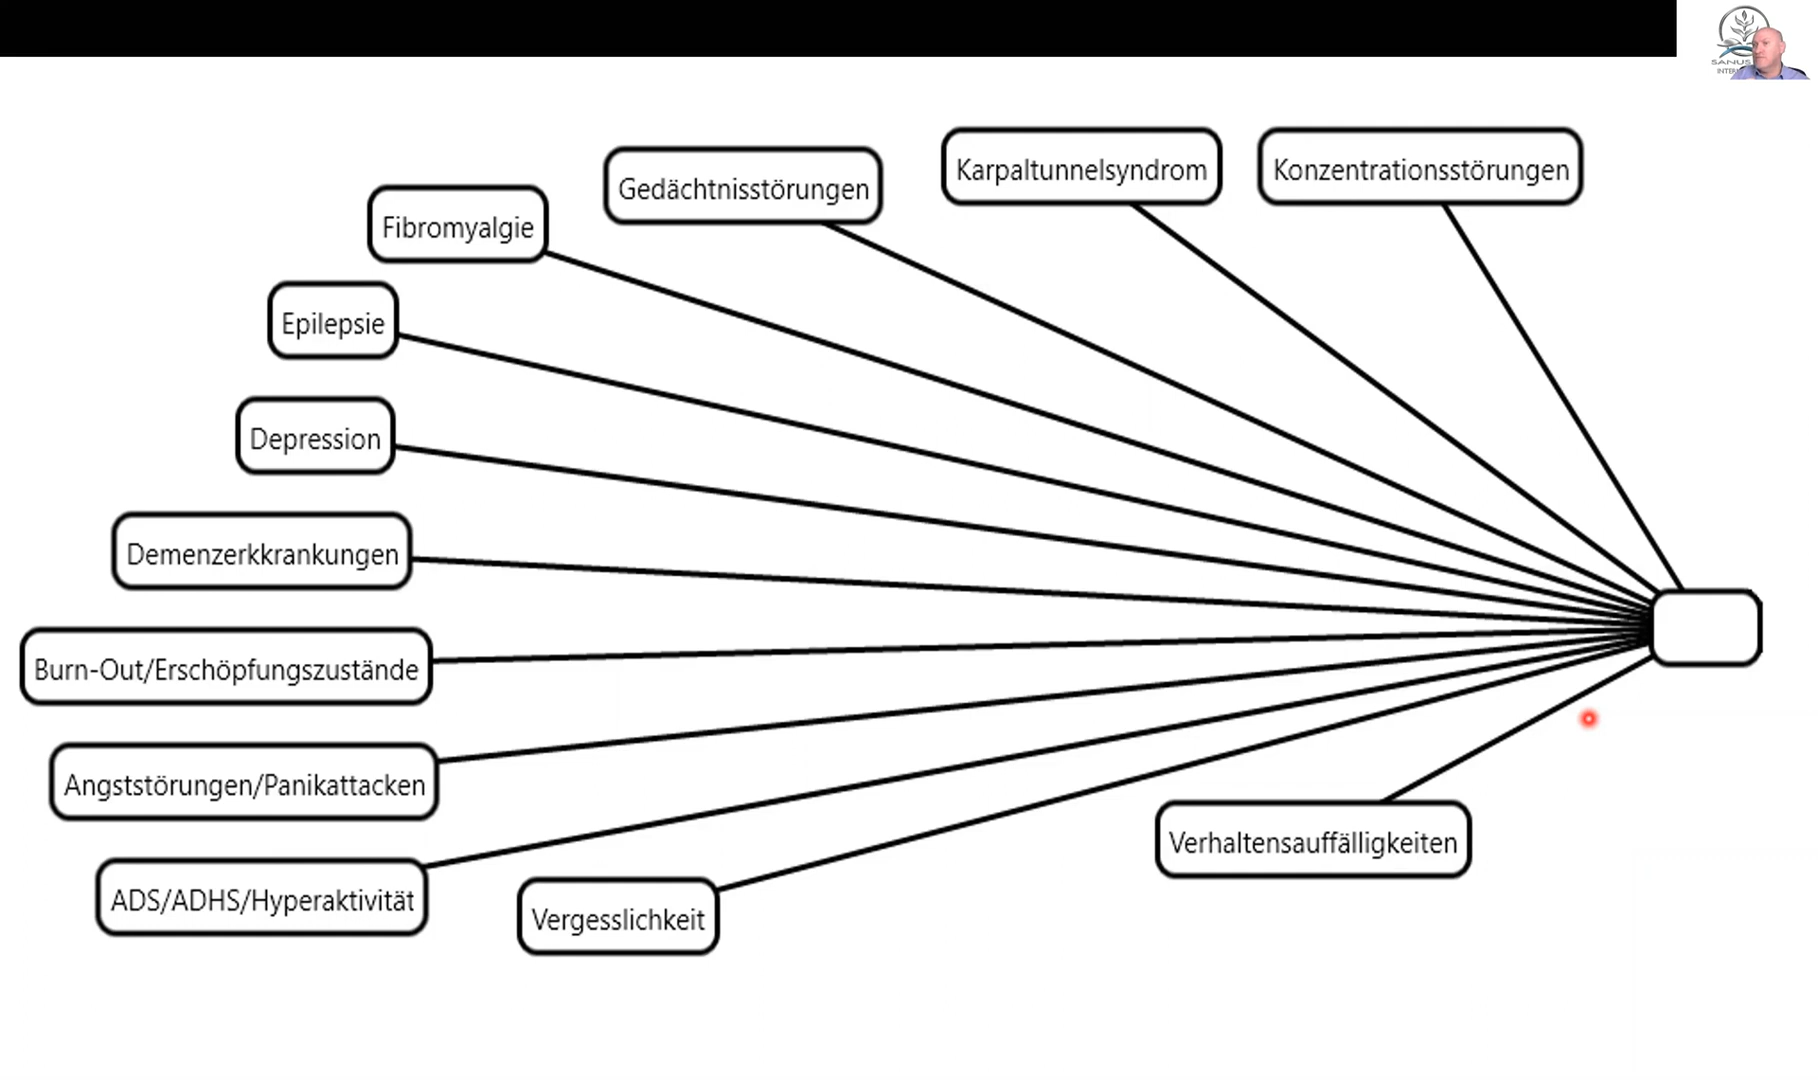 Karpaltunnelsyndrom
Konzentrationsstörungen
Gedächtnisstörungen
Fibromyalgie
Epilepsie
Depression
Demenzerkkrankungen
Burn-Out/Erschöpfungszustände
Angststörungen/Panikattacken
ADS/ADHS/Hyperaktivität
Vergesslichkeit
Verhaltensauffälligkeiten